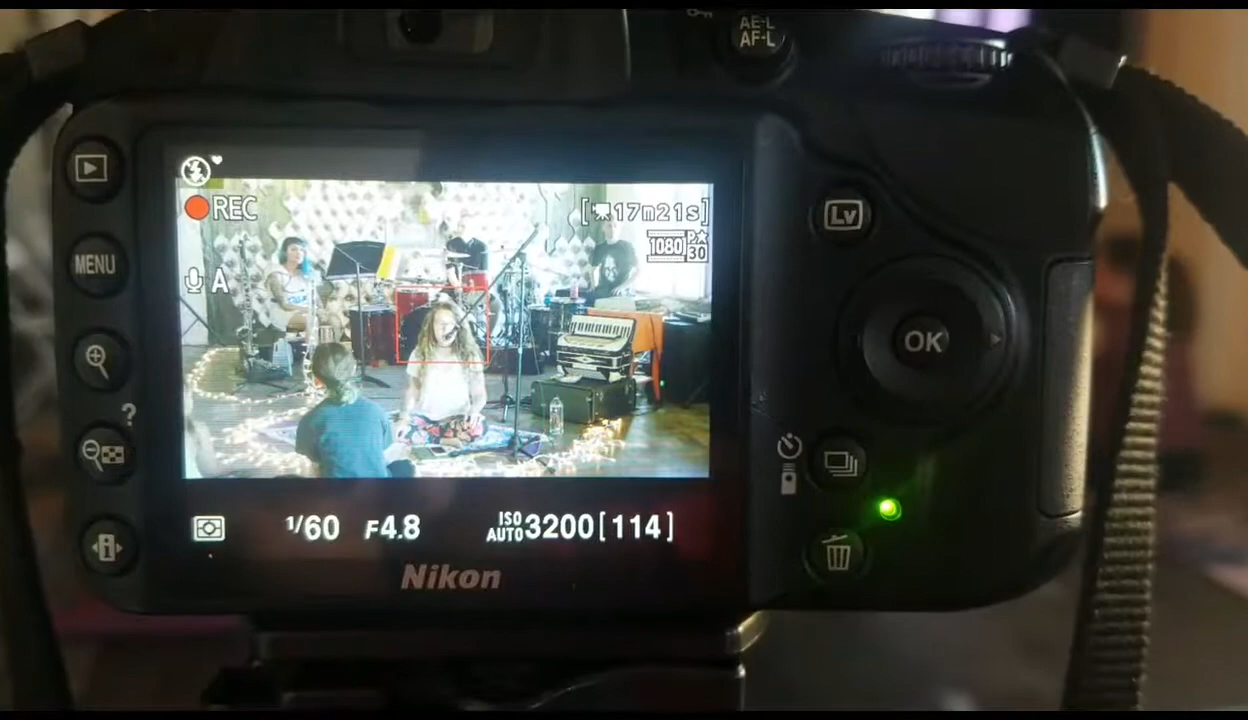 AE-L
AF-L
REC
[17m21s]
1080 P★
30
A
Lv
MENU
OK
?
1/60 F4.8 ISO AUTO 3200 [114]
Nikon